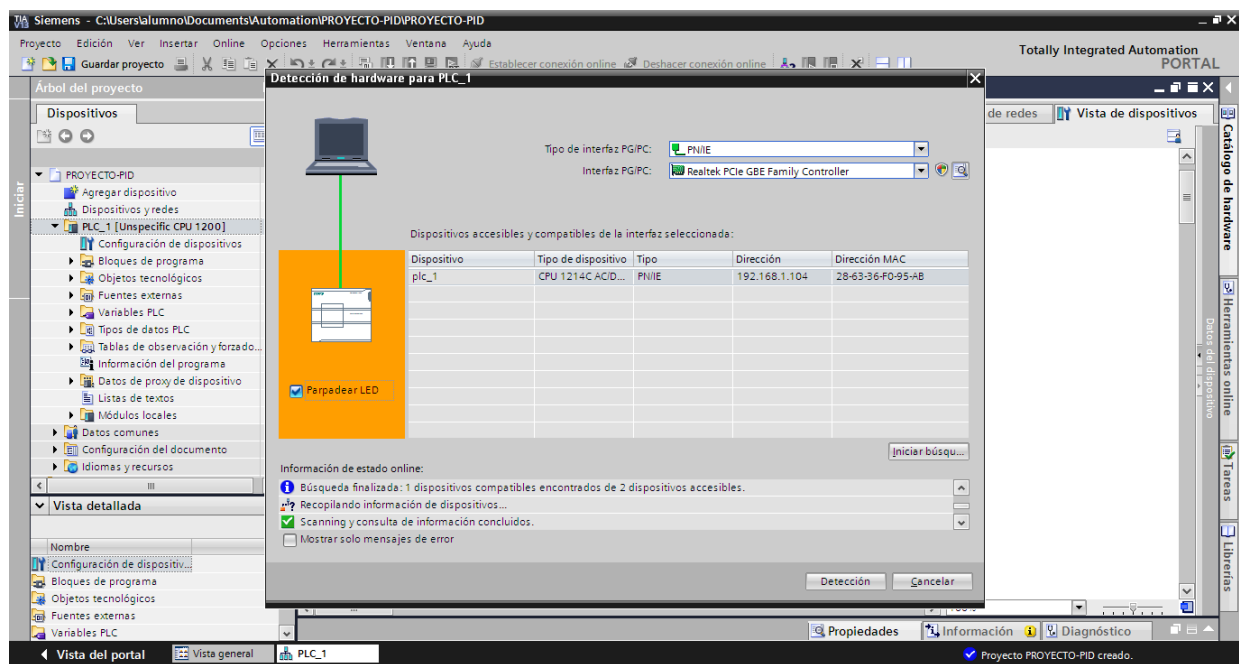 Siemens - C:\Users\alumno\Documents\Automation\PROYECTO-PID\PROYECTO-PID
Proyecto Edición Ver Insertar Online Opciones Herramientas Ventana Ayuda
Totally Integrated Automation
PORTAL
Guardar proyecto
Establecer conexión online
Deshacer conexión online
Árbol del proyecto
Dispositivos
Iniciar
PROYECTO-PID
Agregar dispositivo
Dispositivos y redes
PLC_1 [Unspecific CPU 1200]
Configuración de dispositivos
Bloques de programa
Objetos tecnológicos
Fuentes externas
Variables PLC
Tipos de datos PLC
Tablas de observación y forzado...
Información del programa
Datos de proxy de dispositivo
Listas de textos
Módulos locales
Datos comunes
Configuración del documento
Idiomas y recursos
Vista detallada
Nombre
Configuración de dispositiv...
Bloques de programa
Objetos tecnológicos
Fuentes externas
Variables PLC
Detección de hardware para PLC_1
Tipo de interfaz PG/PC: PN/IE
Interfaz PG/PC: Realtek PCIe GBE Family Controller
Dispositivos accesibles y compatibles de la interfaz seleccionada:
Dispositivo Tipo de dispositivo Tipo Dirección Dirección MAC
plc_1 CPU 1214C AC/D... PN/IE 192.168.1.104 28-63-36-F0-95-AB
Parpadear LED
Iniciar búsqu...
Información de estado online:
Búsqueda finalizada: 1 dispositivos compatibles encontrados de 2 dispositivos accesibles.
Recopilando información de dispositivos...
Scanning y consulta de información concluidos.
Mostrar solo mensajes de error
Detección
Cancelar
de redes
Vista de dispositivos
Datos del dispositivo
Catálogo de hardware
Herramientas online
Tareas
Librerías
Propiedades
Información
Diagnóstico
Vista del portal
Vista general
PLC_1
Proyecto PROYECTO-PID creado.